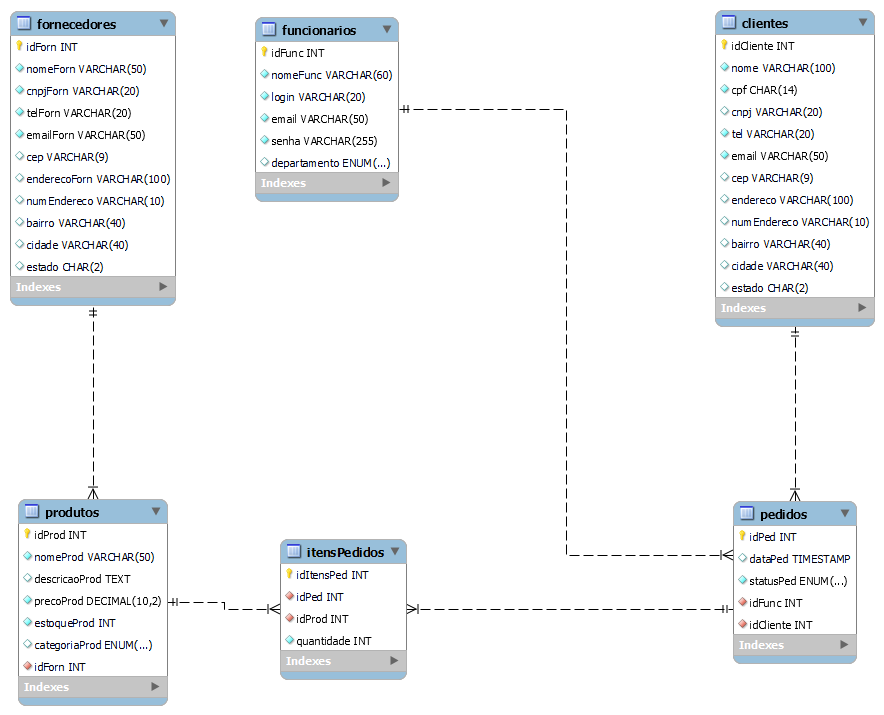 fornecedores
idForn INT
nomeForn VARCHAR(50)
cnpjForn VARCHAR(20)
telForn VARCHAR(20)
emailForn VARCHAR(50)
cep VARCHAR(9)
enderecoForn VARCHAR(100)
numEndereco VARCHAR(10)
bairro VARCHAR(40)
cidade VARCHAR(40)
estado CHAR(2)
Indexes
funcionarios
idFunc INT
nomeFunc VARCHAR(60)
login VARCHAR(20)
email VARCHAR(50)
senha VARCHAR(255)
departamento ENUM(...)
Indexes
clientes
idCliente INT
nome VARCHAR(100)
cpf CHAR(14)
cnpj VARCHAR(20)
tel VARCHAR(20)
email VARCHAR(50)
cep VARCHAR(9)
endereco VARCHAR(100)
numEndereco VARCHAR(10)
bairro VARCHAR(40)
cidade VARCHAR(40)
estado CHAR(2)
Indexes
produtos
idProd INT
nomeProd VARCHAR(50)
descricaoProd TEXT
precoProd DECIMAL(10,2)
estoqueProd INT
categoriaProd ENUM(...)
idForn INT
Indexes
itensPedidos
idItensPed INT
idPed INT
idProd INT
quantidade INT
Indexes
pedidos
idPed INT
dataPed TIMESTAMP
statusPed ENUM(...)
idFunc INT
idCliente INT
Indexes